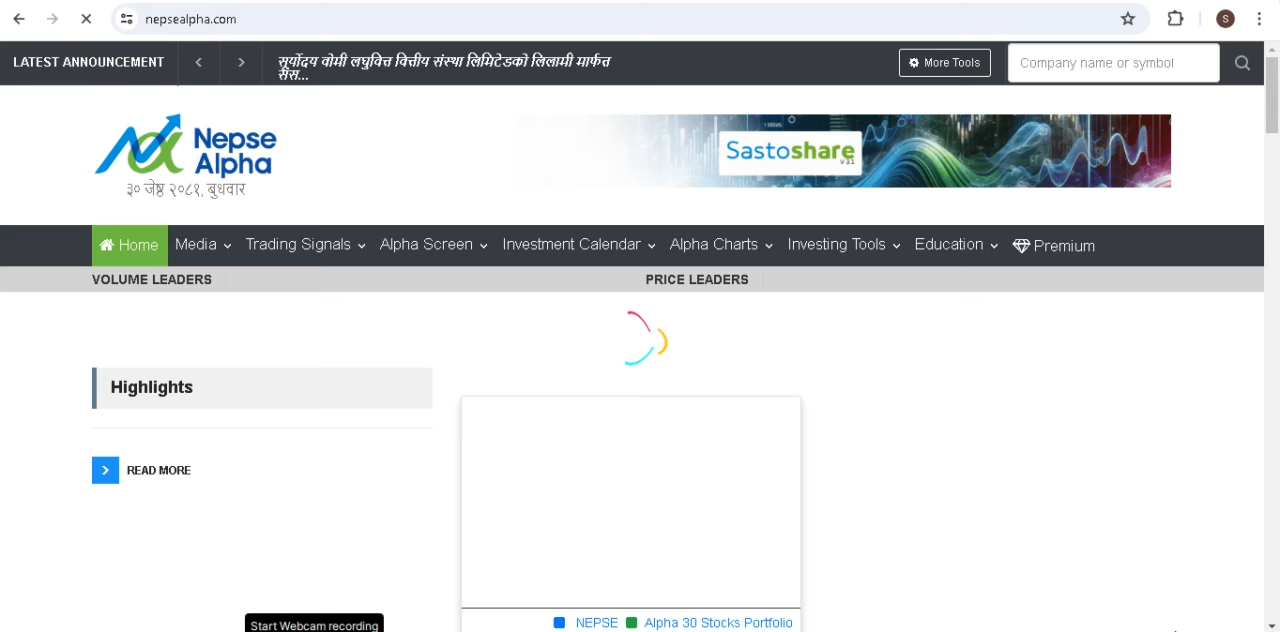 nepsealpha.com
S
LATEST ANNOUNCEMENT
सूर्योदय वोमी लघुवित्त वित्तीय संस्था लिमिटेडको लिलामी मार्फत
सेस...
More Tools
Company name or symbol
Nepse
Alpha
३० जेष्ठ २०८१, बुधवार
Sastoshare
V 1.1
Home Media Trading Signals Alpha Screen Investment Calendar Alpha Charts Investing Tools Education Premium
VOLUME LEADERS PRICE LEADERS
Highlights
READ MORE
NEPSE Alpha 30 Stocks Portfolio
Start Webcam recording